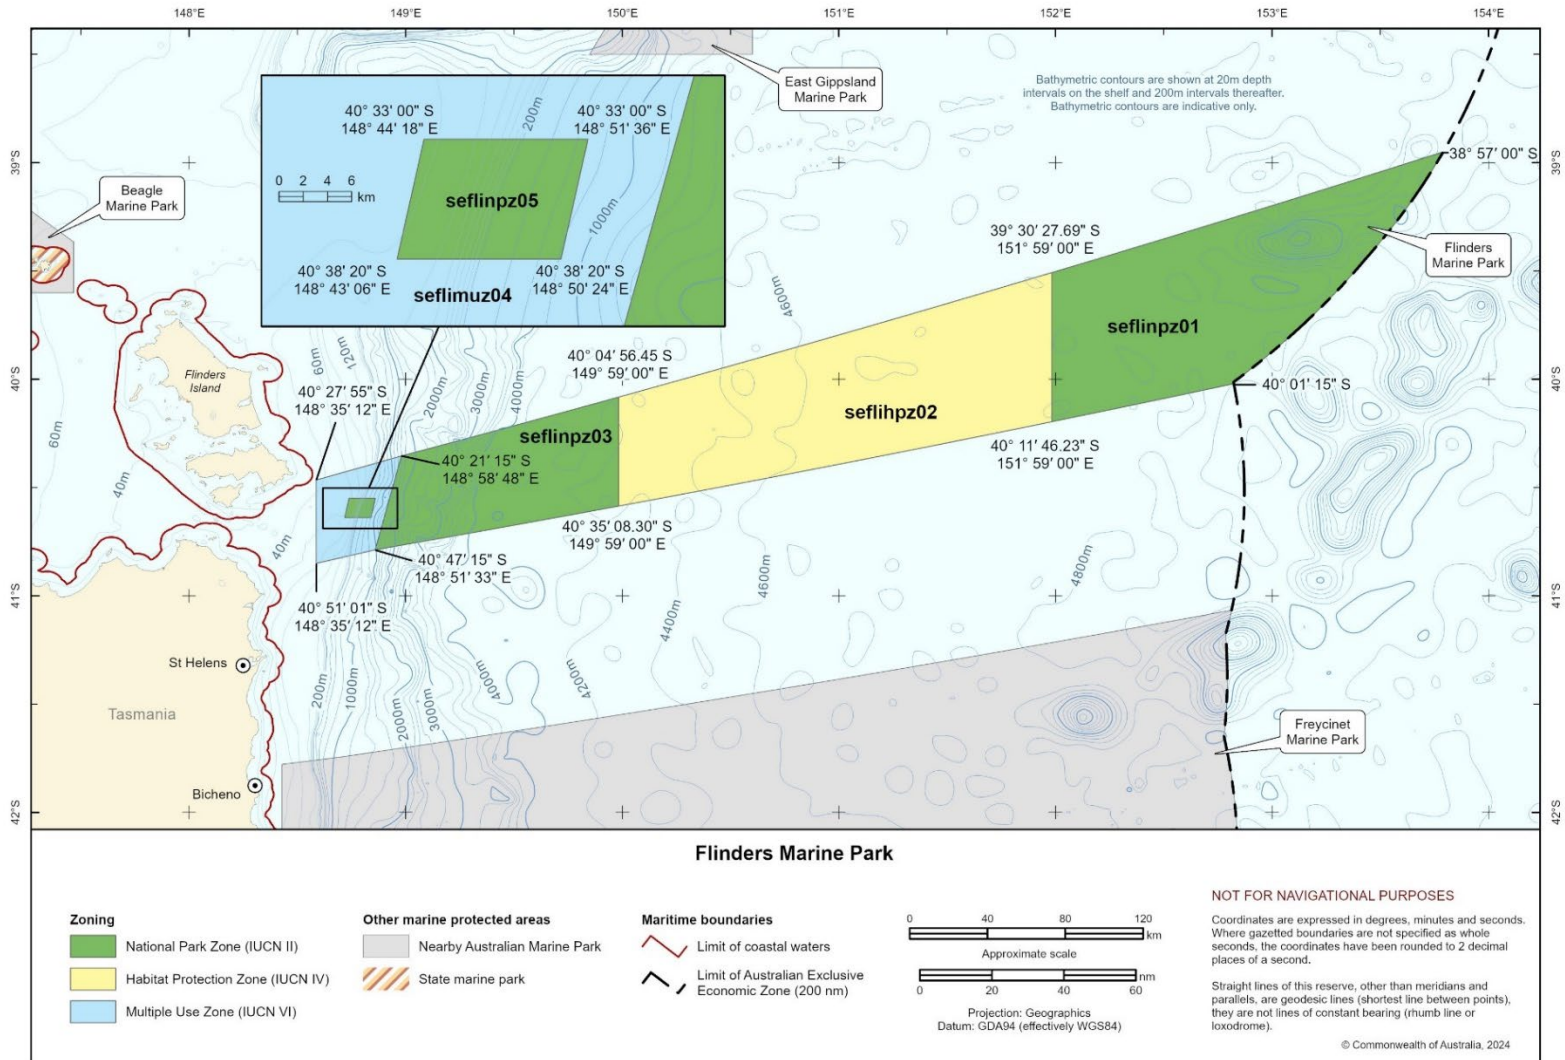 148°E
149°E
150°E
151°E
152°E
153°E
154°E
39°S
40°S
41°S
42°S
39°S
40°S
41°S
42°S
East Gippsland
Marine Park
Bathymetric contours are shown at 20m depth
intervals on the shelf and 200m intervals thereafter.
Bathymetric contours are indicative only.
40° 33' 00" S
148° 44' 18" E
40° 33' 00" S
148° 51' 36" E
200m
0 2 4 6
km
seflinpz05
1000m
40° 38' 20" S
148° 43' 06" E
40° 38' 20" S
148° 50' 24" E
seflimuz04
Beagle
Marine Park
38° 57' 00" S
39° 30' 27.69" S
151° 59' 00" E
Flinders
Marine Park
4600m
seflinpz01
60m
120m
2000m
3000m
4000m
40° 04' 56.45 S
149° 59' 00" E
Flinders
Island
40° 27' 55" S
148° 35' 12" E
40° 01' 15" S
seflihpz02
seflinpz03
60m
40m
40° 21' 15" S
148° 58' 48" E
40° 11' 46.23" S
151° 59' 00" E
40° 35' 08.30" S
149° 59' 00" E
40m
40° 47' 15" S
148° 51' 33" E
4600m
4800m
40° 51' 01" S
148° 35' 12" E
4400m
St Helens
200m
1000m
2000m
3000m
4000m
4200m
Tasmania
Freycinet
Marine Park
Bicheno
Flinders Marine Park
Zoning
National Park Zone (IUCN II)
Habitat Protection Zone (IUCN IV)
Multiple Use Zone (IUCN VI)
Other marine protected areas
Nearby Australian Marine Park
State marine park
Maritime boundaries
Limit of coastal waters
Limit of Australian Exclusive
Economic Zone (200 nm)
0 40 80 120
km
Approximate scale
nm
0 20 40 60
Projection: Geographics
Datum: GDA94 (effectively WGS84)
NOT FOR NAVIGATIONAL PURPOSES
Coordinates are expressed in degrees, minutes and seconds.
Where gazetted boundaries are not specified as whole
seconds, the coordinates have been rounded to 2 decimal
places of a second.
Straight lines of this reserve, other than meridians and
parallels, are geodesic lines (shortest line between points),
they are not lines of constant bearing (rhumb line or
loxodrome).
© Commonwealth of Australia, 2024